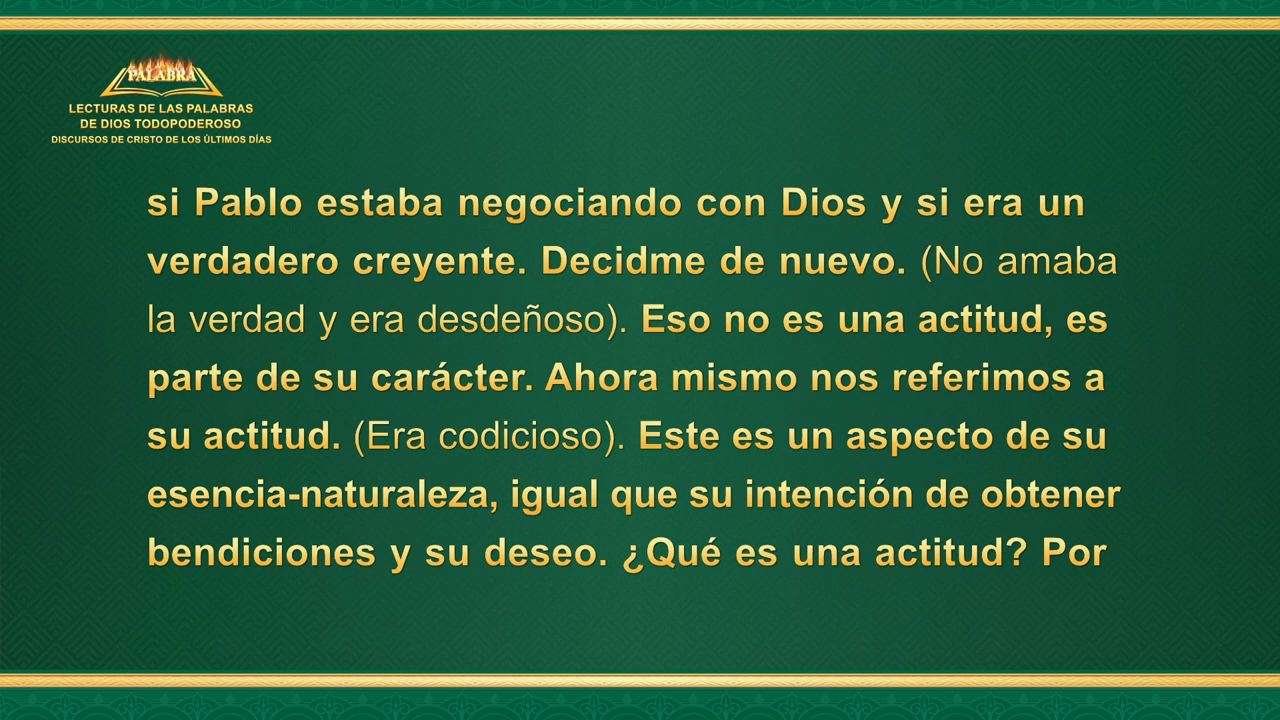 PALABRA
LECTURAS DE LAS PALABRAS
DE DIOS TODOPODEROSO
DISCURSOS DE CRISTO DE LOS ÚLTIMOS DÍAS
si Pablo estaba negociando con Dios y si era un
verdadero creyente. Decidme de nuevo. (No amaba
la verdad y era desdeñoso). Eso no es una actitud, es
parte de su carácter. Ahora mismo nos referimos a
su actitud. (Era codicioso). Este es un aspecto de su
esencia-naturaleza, igual que su intención de obtener
bendiciones y su deseo. ¿Qué es una actitud? Por